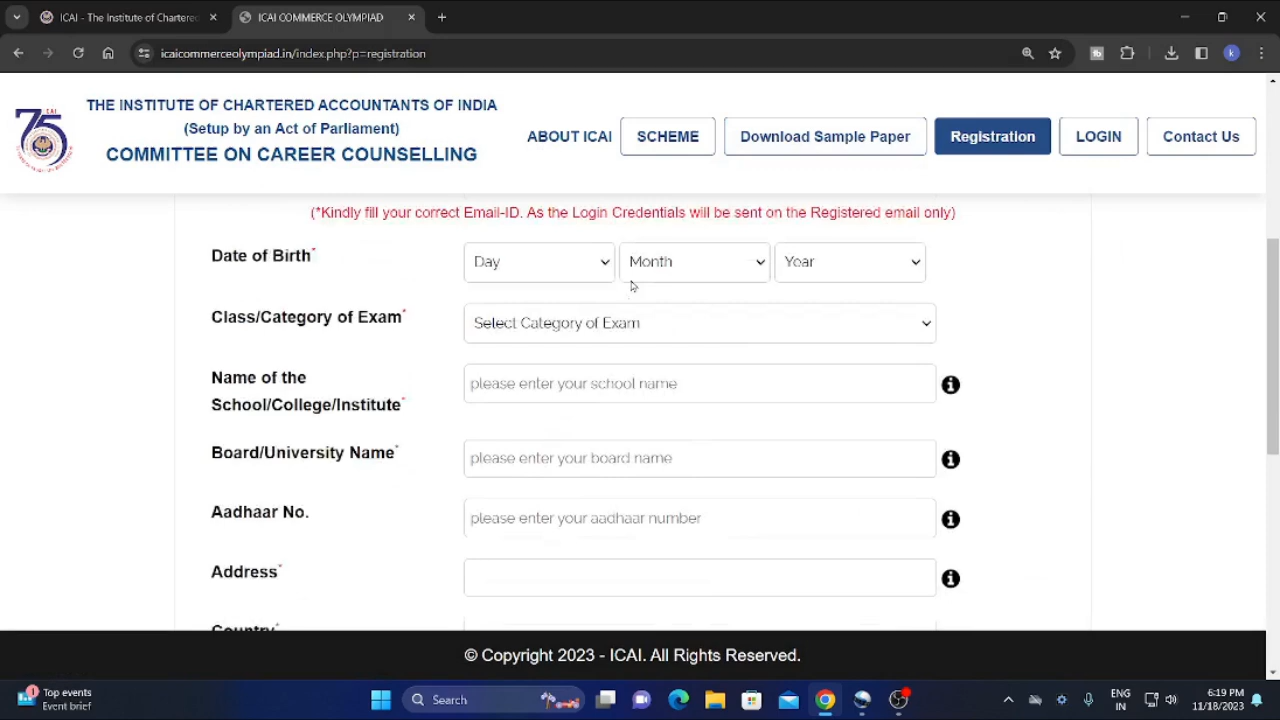 ICAI - The Institute of Chartered
ICAI COMMERCE OLYMPIAD
icaicommerceolympiad.in/index.php?p=registration
k
75
THE INSTITUTE OF CHARTERED ACCOUNTANTS OF INDIA
(Setup by an Act of Parliament)
COMMITTEE ON CAREER COUNSELLING
ABOUT ICAI
SCHEME
Download Sample Paper
Registration
LOGIN
Contact Us
(*Kindly fill your correct Email-ID. As the Login Credentials will be sent on the Registered email only)
Date of Birth*
Day
Month
Year
Class/Category of Exam*
Select Category of Exam
Name of the
School/College/Institute*
please enter your school name
Board/University Name*
please enter your board name
Aadhaar No.
please enter your aadhaar number
Address*
Country*
© Copyright 2023 - ICAI. All Rights Reserved.
1
Top events
Event brief
Search
ENG
IN
6:19 PM
11/18/2023